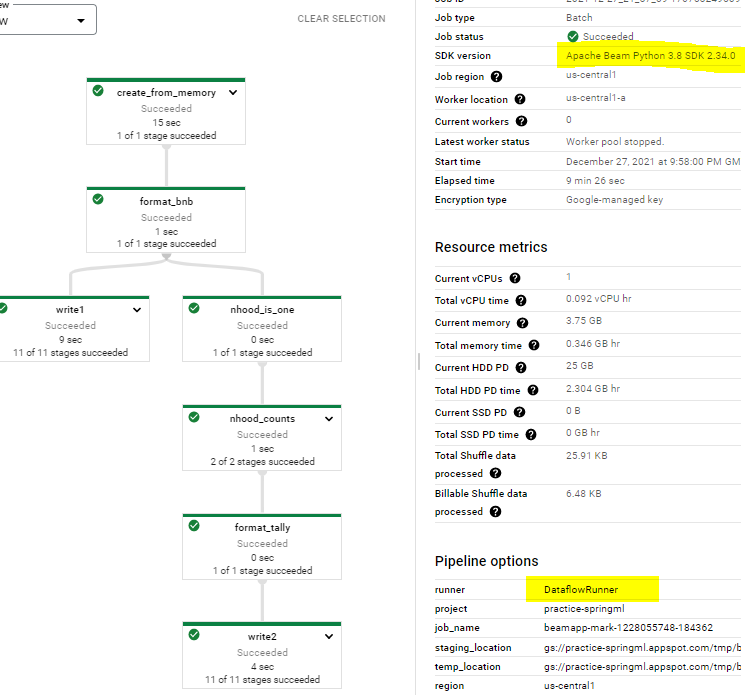 ew
w
CLEAR SELECTION
create_from_memory
Succeeded
15 sec
1 of 1 stage succeeded
format_bnb
Succeeded
1 sec
1 of 1 stage succeeded
write1
Succeeded
9 sec
11 of 11 stages succeeded
nhood_is_one
Succeeded
0 sec
1 of 1 stage succeeded
nhood_counts
Succeeded
1 sec
2 of 2 stages succeeded
format_tally
Succeeded
0 sec
1 of 1 stage succeeded
write2
Succeeded
4 sec
11 of 11 stages succeeded
Job type Batch
Job status Succeeded
SDK version Apache Beam Python 3.8 SDK 2.34.0
Job region us-central1
Worker location us-central1-a
Current workers 0
Latest worker status Worker pool stopped.
Start time December 27, 2021 at 9:58:00 PM GM
Elapsed time 9 min 26 sec
Encryption type Google-managed key
Resource metrics
Current vCPUs 1
Total vCPU time 0.092 vCPU hr
Current memory 3.75 GB
Total memory time 0.346 GB hr
Current HDD PD 25 GB
Total HDD PD time 2.304 GB hr
Current SSD PD 0 B
Total SSD PD time 0 GB hr
Total Shuffle data 25.91 KB
processed
Billable Shuffle data 6.48 KB
processed
Pipeline options
runner DataflowRunner
project practice-springml
job_name beamapp-mark-1228055748-184362
staging_location gs://practice-springml.appspot.com/tmp/b
temp_location gs://practice-springml.appspot.com/tmp/b
region us-central1